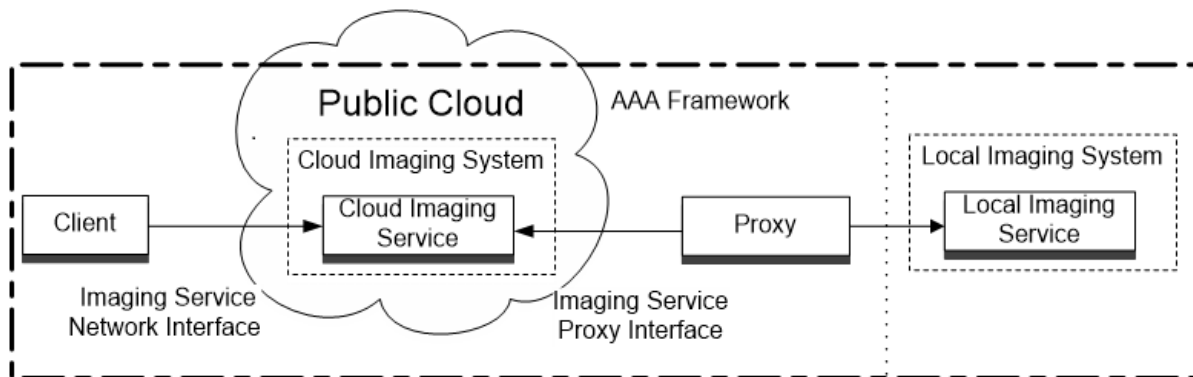 Public Cloud
AAA Framework
Cloud Imaging System
Local Imaging System
Client
Cloud Imaging
Service
Proxy
Local Imaging
Service
Imaging Service
Network Interface
Imaging Service
Proxy Interface